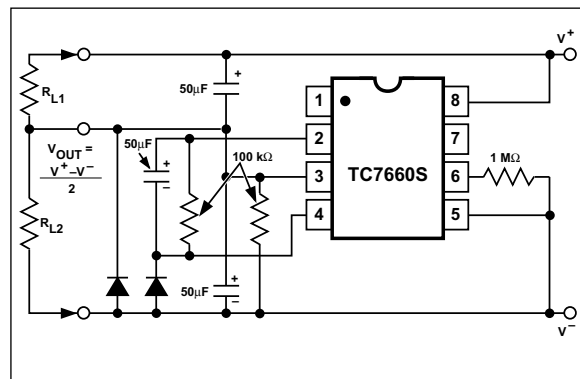 V+
50µF
+
RL1
1
8
VOUT =
V+ –V–
2
50µF
+
–
100 kΩ
2
7
TC7660S
3
6
1 MΩ
RL2
4
5
50µF
+
–
V–